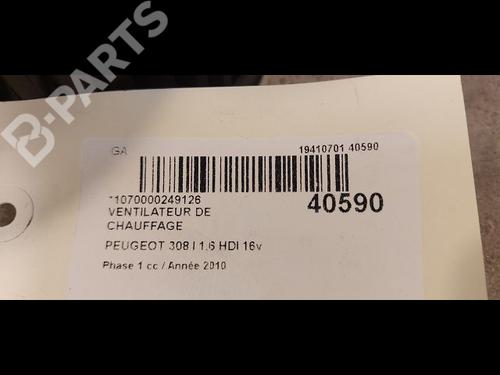 B-PARTS
GA
19410701 40590
*1070000249126
40590
VENTILATEUR DE
CHAUFFAGE
PEUGEOT 308 I 1.6 HDI 16v
Phase 1 cc / Année 2010